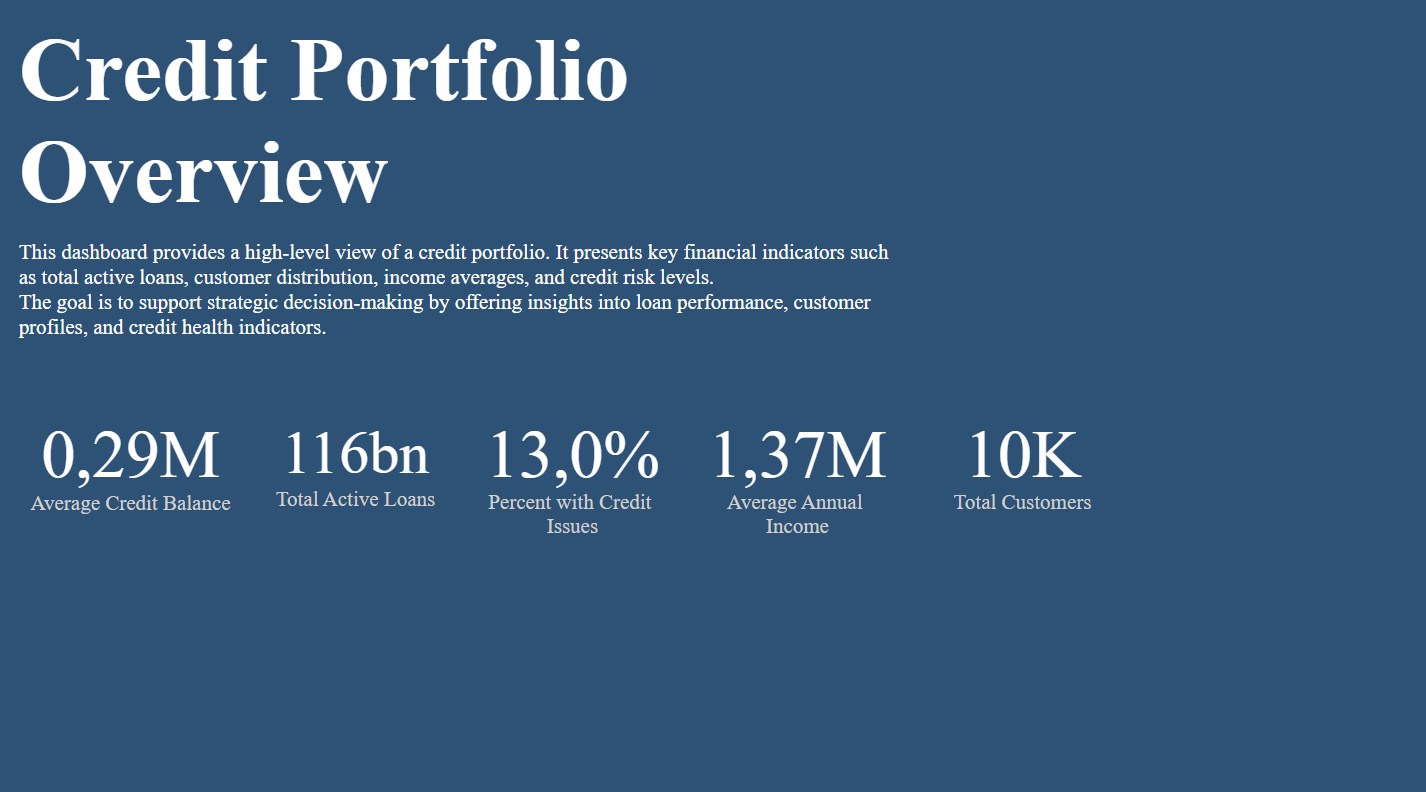 Credit Portfolio
Overview
This dashboard provides a high-level view of a credit portfolio. It presents key financial indicators such
as total active loans, customer distribution, income averages, and credit risk levels.
The goal is to support strategic decision-making by offering insights into loan performance, customer
profiles, and credit health indicators.
0,29M
Average Credit Balance
116bn
Total Active Loans
13,0%
Percent with Credit
Issues
1,37M
Average Annual
Income
10K
Total Customers